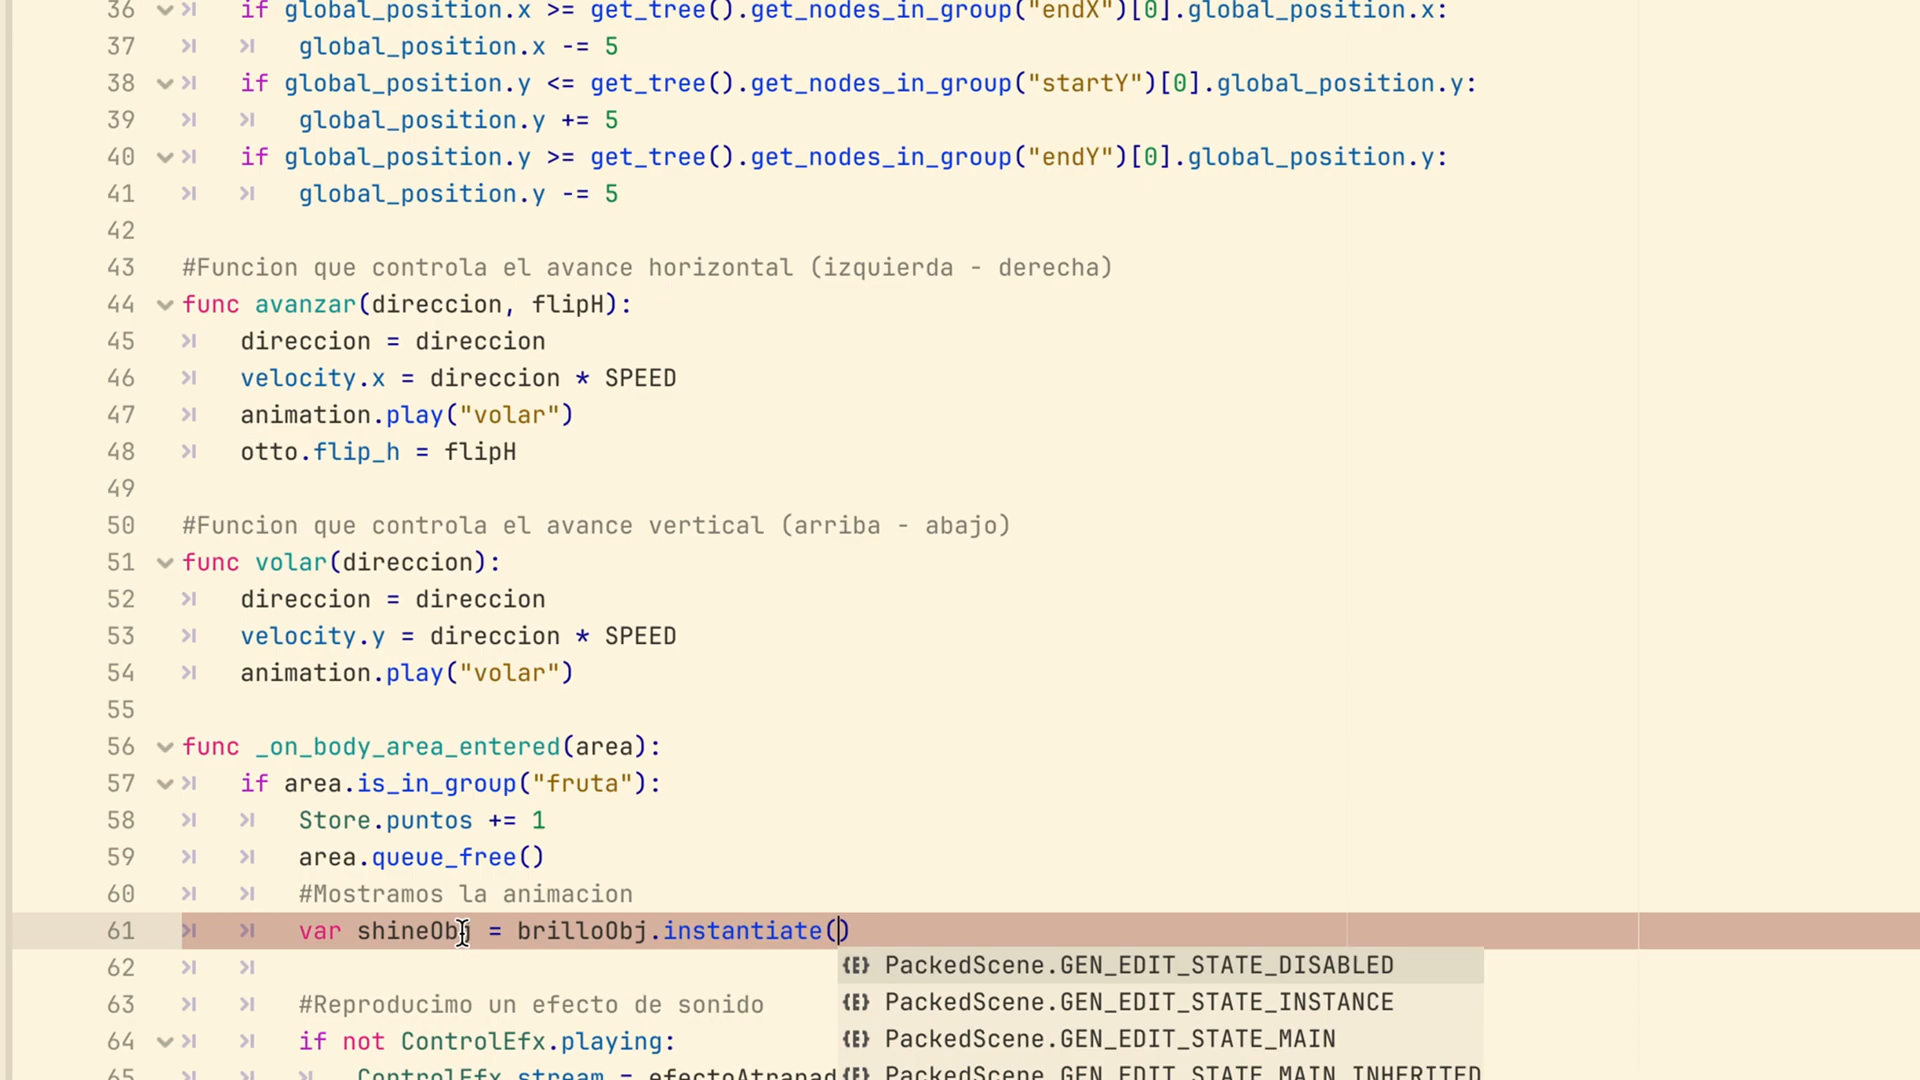 36 if global_position.x >= get_tree().get_nodes_in_group("endX")[0].global_position.x:
37 global_position.x -= 5
38 if global_position.y <= get_tree().get_nodes_in_group("startY")[0].global_position.y:
39 global_position.y += 5
40 if global_position.y >= get_tree().get_nodes_in_group("endY")[0].global_position.y:
41 global_position.y -= 5
42
43 #Funcion que controla el avance horizontal (izquierda - derecha)
44 func avanzar(direccion, flipH):
45 direccion = direccion
46 velocity.x = direccion * SPEED
47 animation.play("volar")
48 otto.flip_h = flipH
49
50 #Funcion que controla el avance vertical (arriba - abajo)
51 func volar(direccion):
52 direccion = direccion
53 velocity.y = direccion * SPEED
54 animation.play("volar")
55
56 func _on_body_area_entered(area):
57 if area.is_in_group("fruta"):
58 Store.puntos += 1
59 area.queue_free()
60 #Mostramos la animacion
61 var shineObj = brilloObj.instantiate()
62 {E} PackedScene.GEN_EDIT_STATE_DISABLED
63 #Reproducimo un efecto de sonido {E} PackedScene.GEN_EDIT_STATE_INSTANCE
64 if not ControlEfx.playing: {E} PackedScene.GEN_EDIT_STATE_MAIN
65 ControlEfx.stream = efectoAtrapad {E} PackedScene.GEN_EDIT_STATE_MAIN_INHERITED